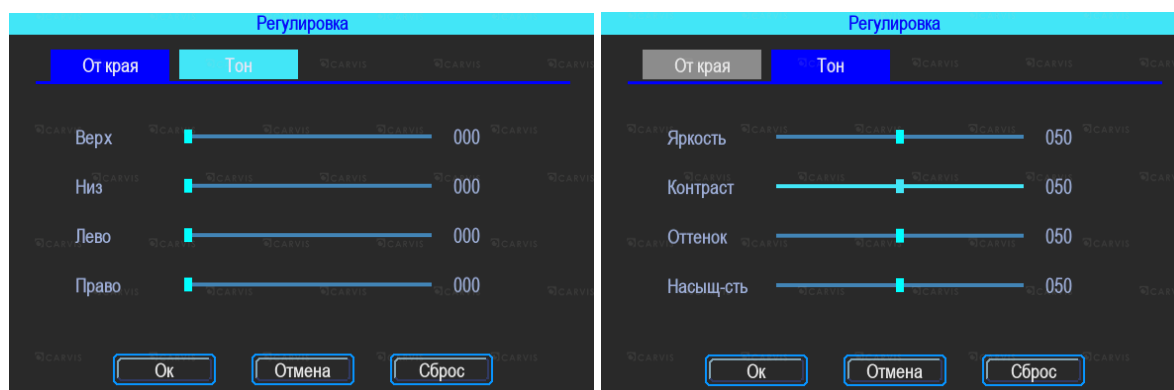 Регулировка
От края Тон
Верх 000
Низ 000
Лево 000
Право 000
Ок Отмена Сброс
Регулировка
От края Тон
Яркость 050
Контраст 050
Оттенок 050
Насыщ-сть 050
Ок Отмена Сброс
CARVIS